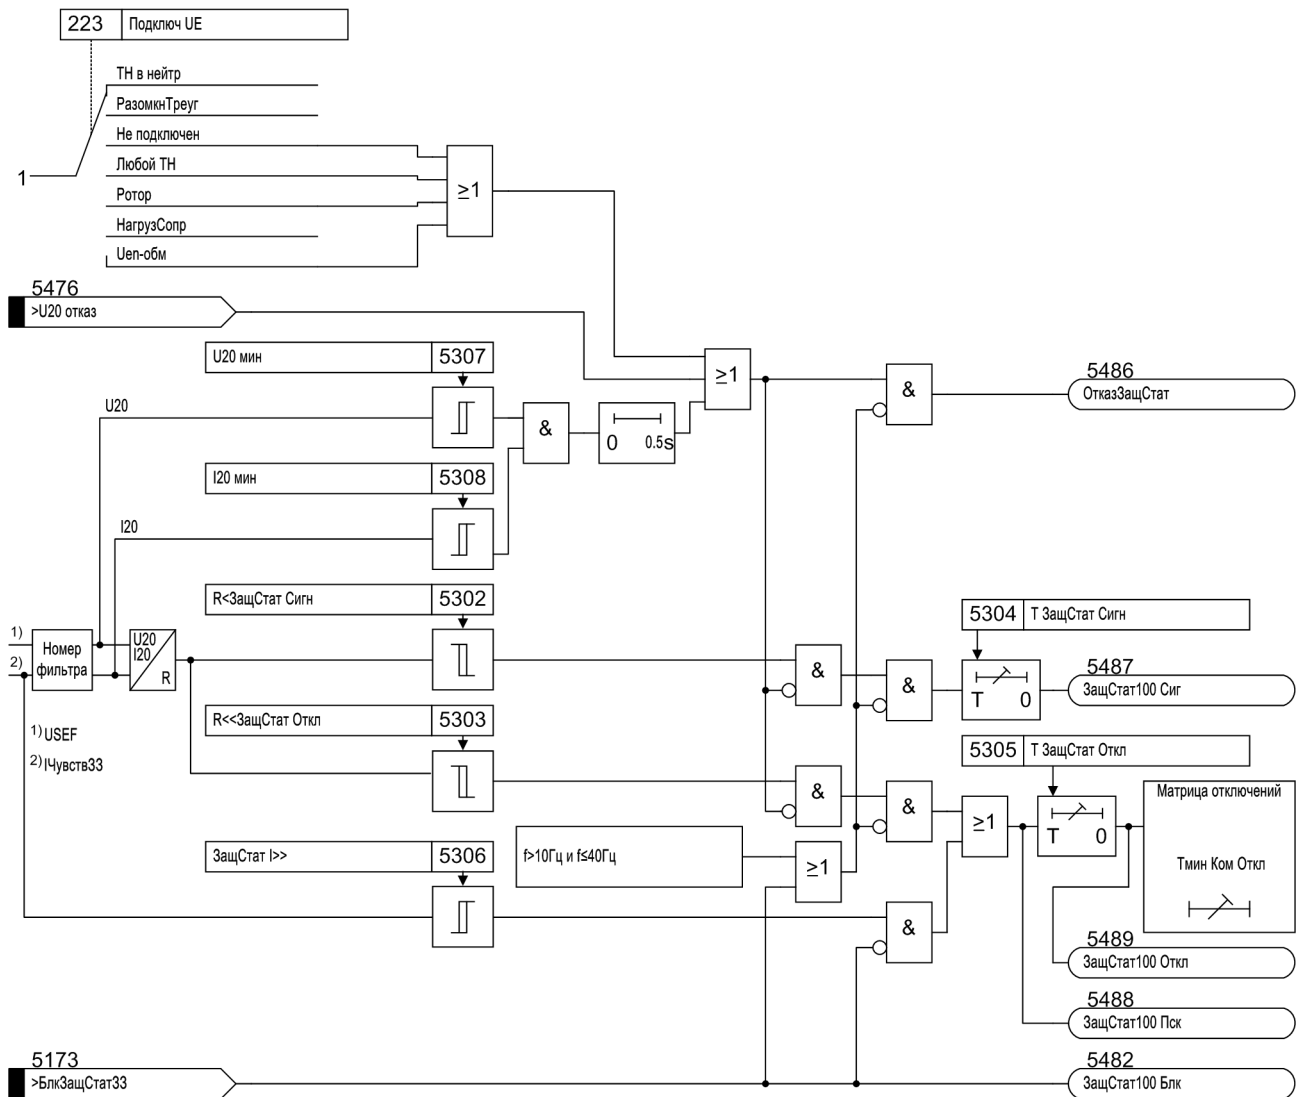 223 Подключ UE
ТН в нейтр
РазомкнТреуг
Не подключен
Любой ТН
1
Ротор
≥1
НагрузСопр
Uen-обм
5476
>U20 отказ
U20 мин 5307
≥1
5486
ОтказЗащСтат
&
U20
&
0 0.5s
I20 мин 5308
I20
R<ЗащСтат Сигн 5302
5304 Т ЗащСтат Сигн
1)
2)
Номер
фильтра
U20
I20
R
&
&
T 0
5487
ЗащСтат100 Сиг
R<<ЗащСтат Откл 5303
1) USEF
2) IЧувствЗЗ
5305 Т ЗащСтат Откл
&
&
≥1
T 0
Матрица отключений
Тмин Ком Откл
ЗащСтат I>> 5306
f>10Гц и f≤40Гц
≥1
&
5489
ЗащСтат100 Откл
5488
ЗащСтат100 Пск
5173
>БлкЗащСтатЗЗ
5482
ЗащСтат100 Блк